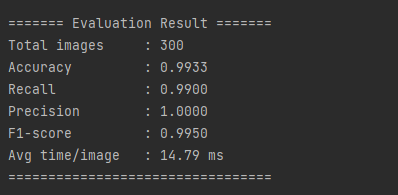 ======= Evaluation Result =======
Total images     : 300
Accuracy         : 0.9933
Recall           : 0.9900
Precision        : 1.0000
F1-score         : 0.9950
Avg time/image   : 14.79 ms
=================================